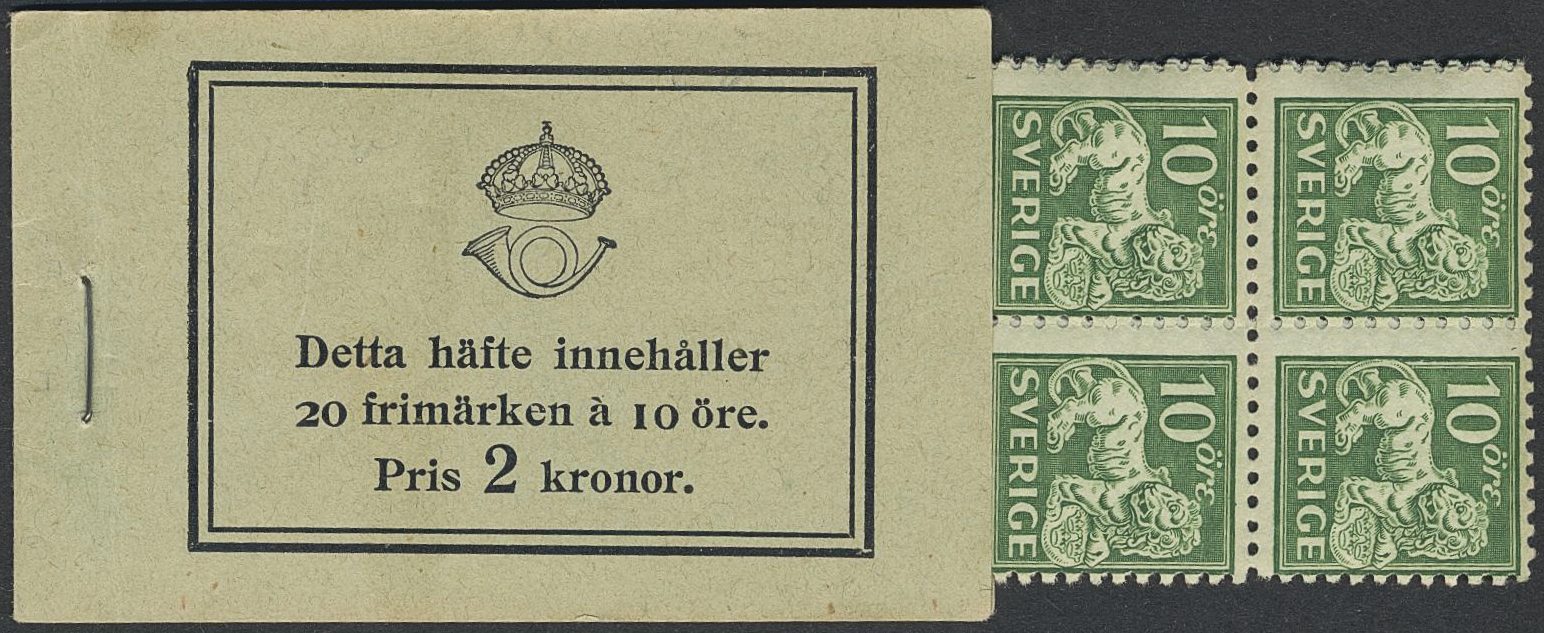 Detta häfte innehåller
20 frimärken à 10 öre.
Pris 2 kronor.
10 öre
SVERIGE
10 öre
SVERIGE
10 öre
SVERIGE
10 öre
SVERIGE